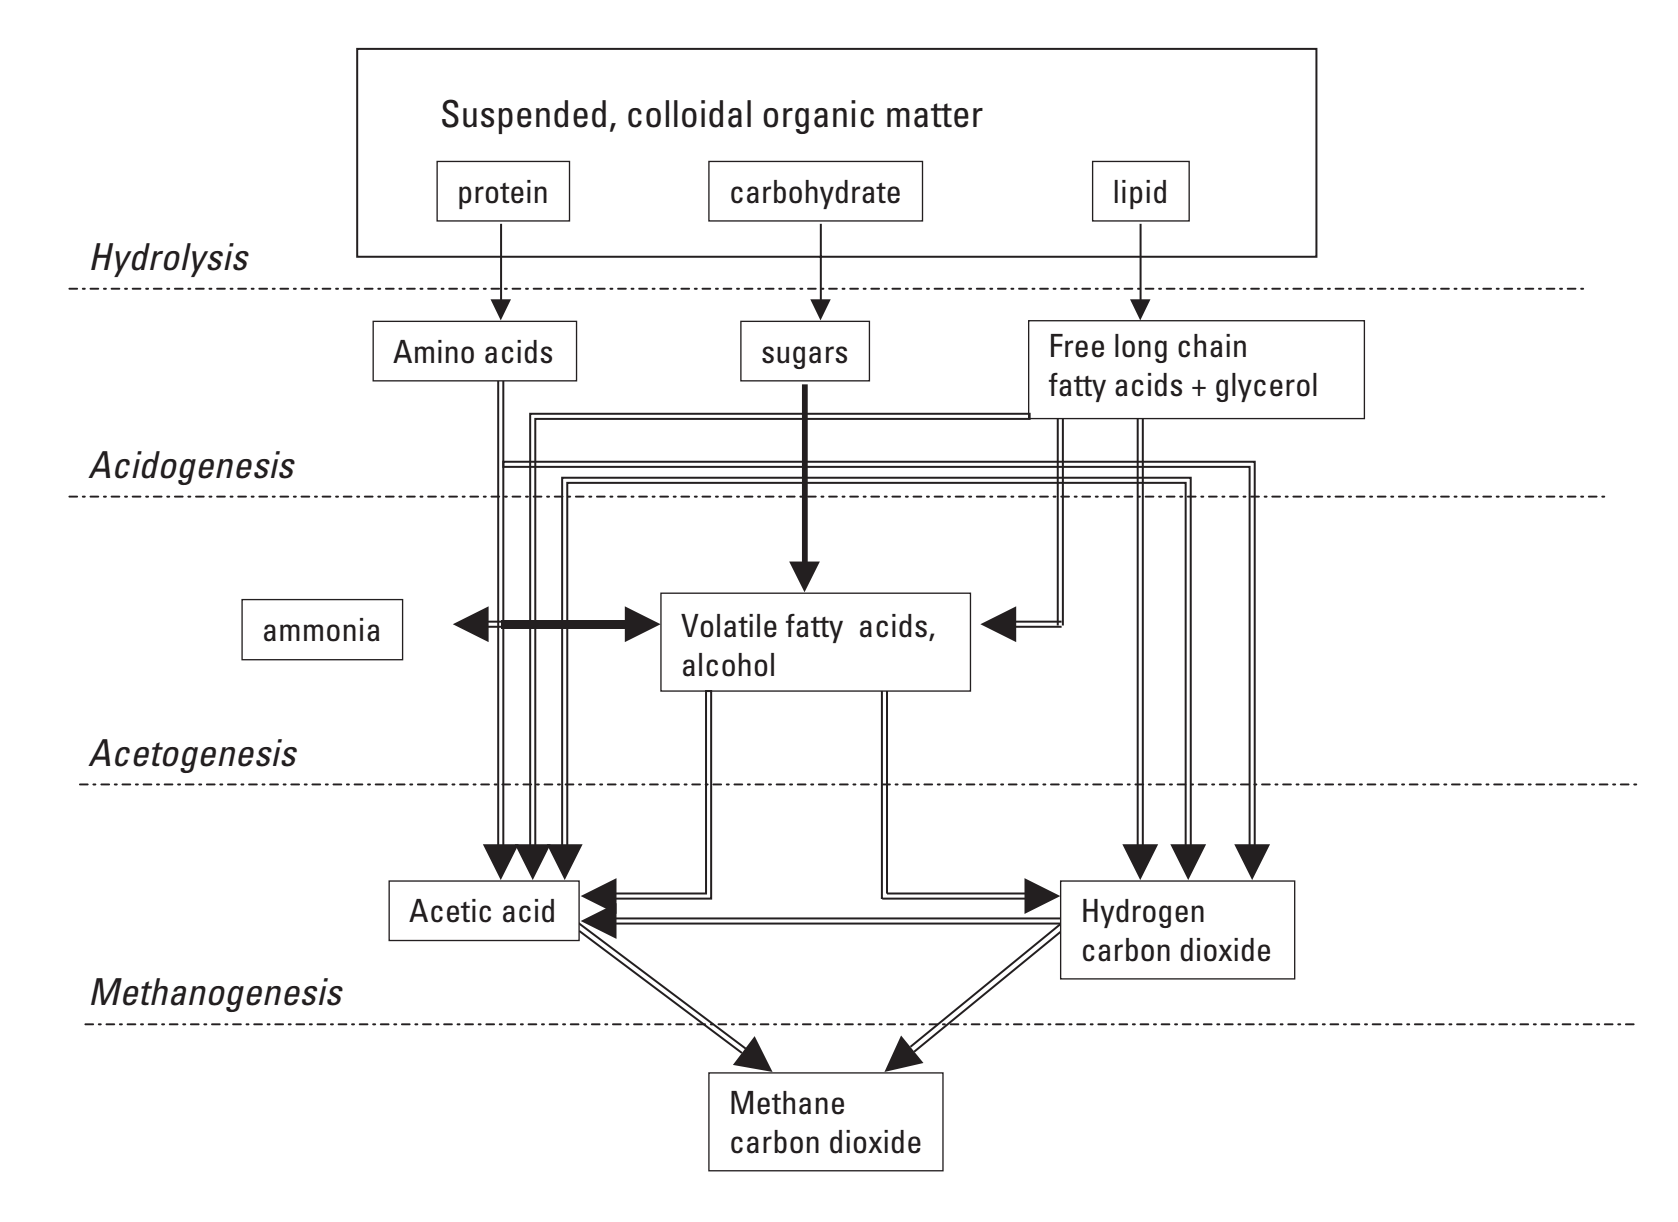 Suspended, colloidal organic matter
protein
carbohydrate
lipid
Hydrolysis
Amino acids
sugars
Free long chain
fatty acids + glycerol
Acidogenesis
ammonia
Volatile fatty acids,
alcohol
Acetogenesis
Acetic acid
Hydrogen
carbon dioxide
Methanogenesis
Methane
carbon dioxide